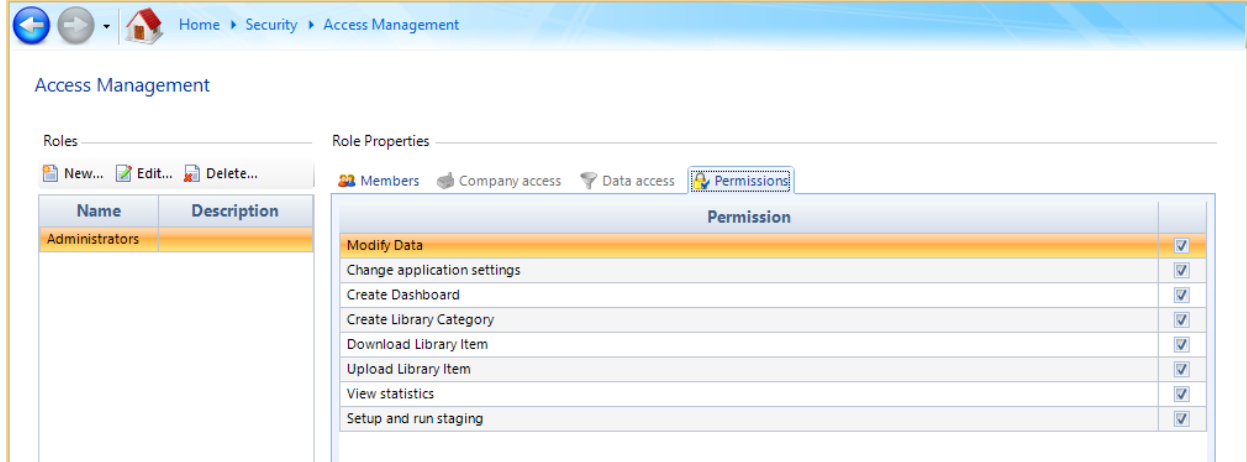 Home Security Access Management
Access Management
Roles
Role Properties
New... Edit... Delete...
Members Company access Data access Permissions
Name Description
Permission
Administrators
Modify Data
Change application settings
Create Dashboard
Create Library Category
Download Library Item
Upload Library Item
View statistics
Setup and run staging